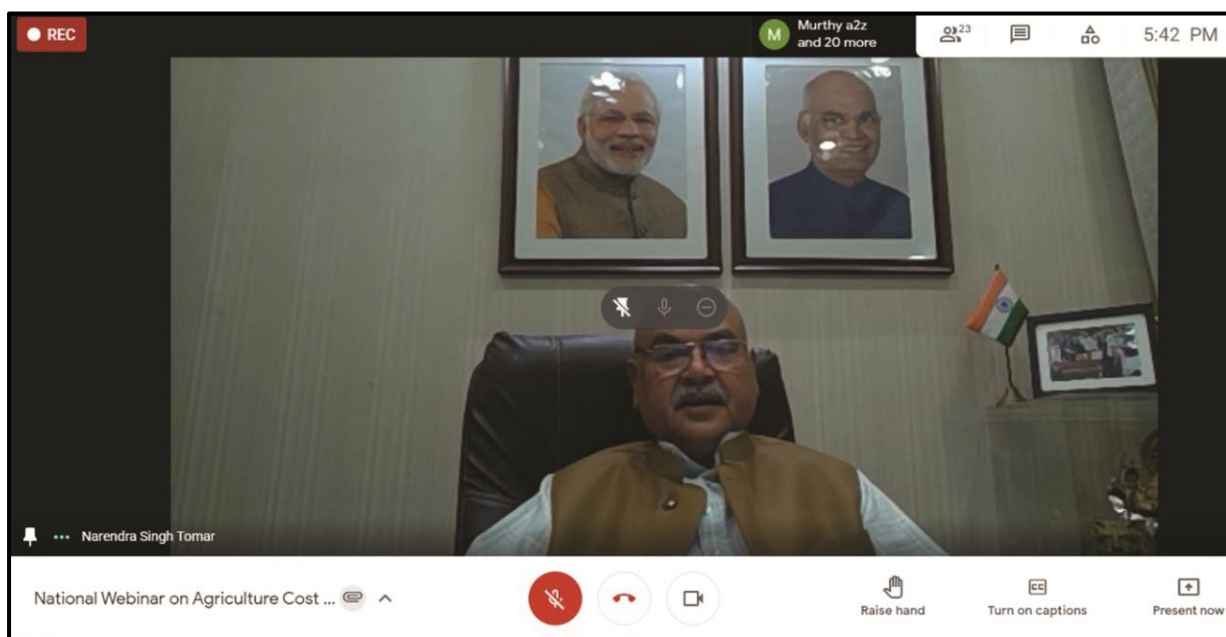 REC
M
Murthy a2z
and 20 more
23
5:42 PM
Narendra Singh Tomar
National Webinar on Agriculture Cost ...
CC
Raise hand
Turn on captions
Present now